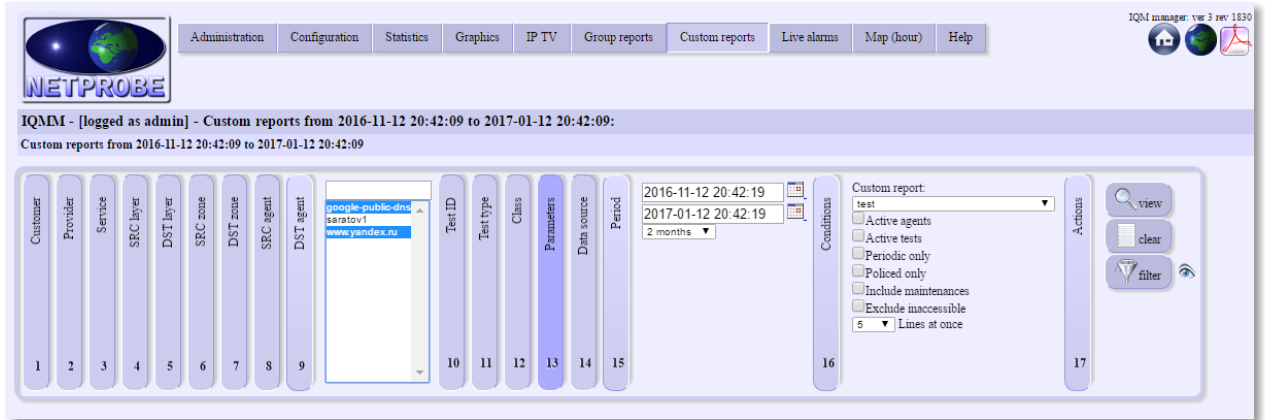 IQM manager: ver 3 rev 1830
Administration Configuration Statistics Graphics IP TV Group reports Custom reports Live alarms Map (hour) Help
NETPROBE
IQMM - [logged as admin] - Custom reports from 2016-11-12 20:42:09 to 2017-01-12 20:42:09:
Custom reports from 2016-11-12 20:42:09 to 2017-01-12 20:42:09
Customer
1
Provider
2
Service
3
SRC layer
4
DST layer
5
SRC zone
6
DST zone
7
SRC agent
8
DST agent
9
google-public-dns
saratov1
www.yandex.ru
Test ID
10
Test type
11
Class
12
Parameters
13
Data source
14
Period
15
2016-11-12 20:42:19
2017-01-12 20:42:19
2 months
Conditions
16
Custom report:
test
Active agents
Active tests
Periodic only
Policed only
Include maintenances
Exclude inaccessible
5 Lines at once
Actions
17
view
clear
filter